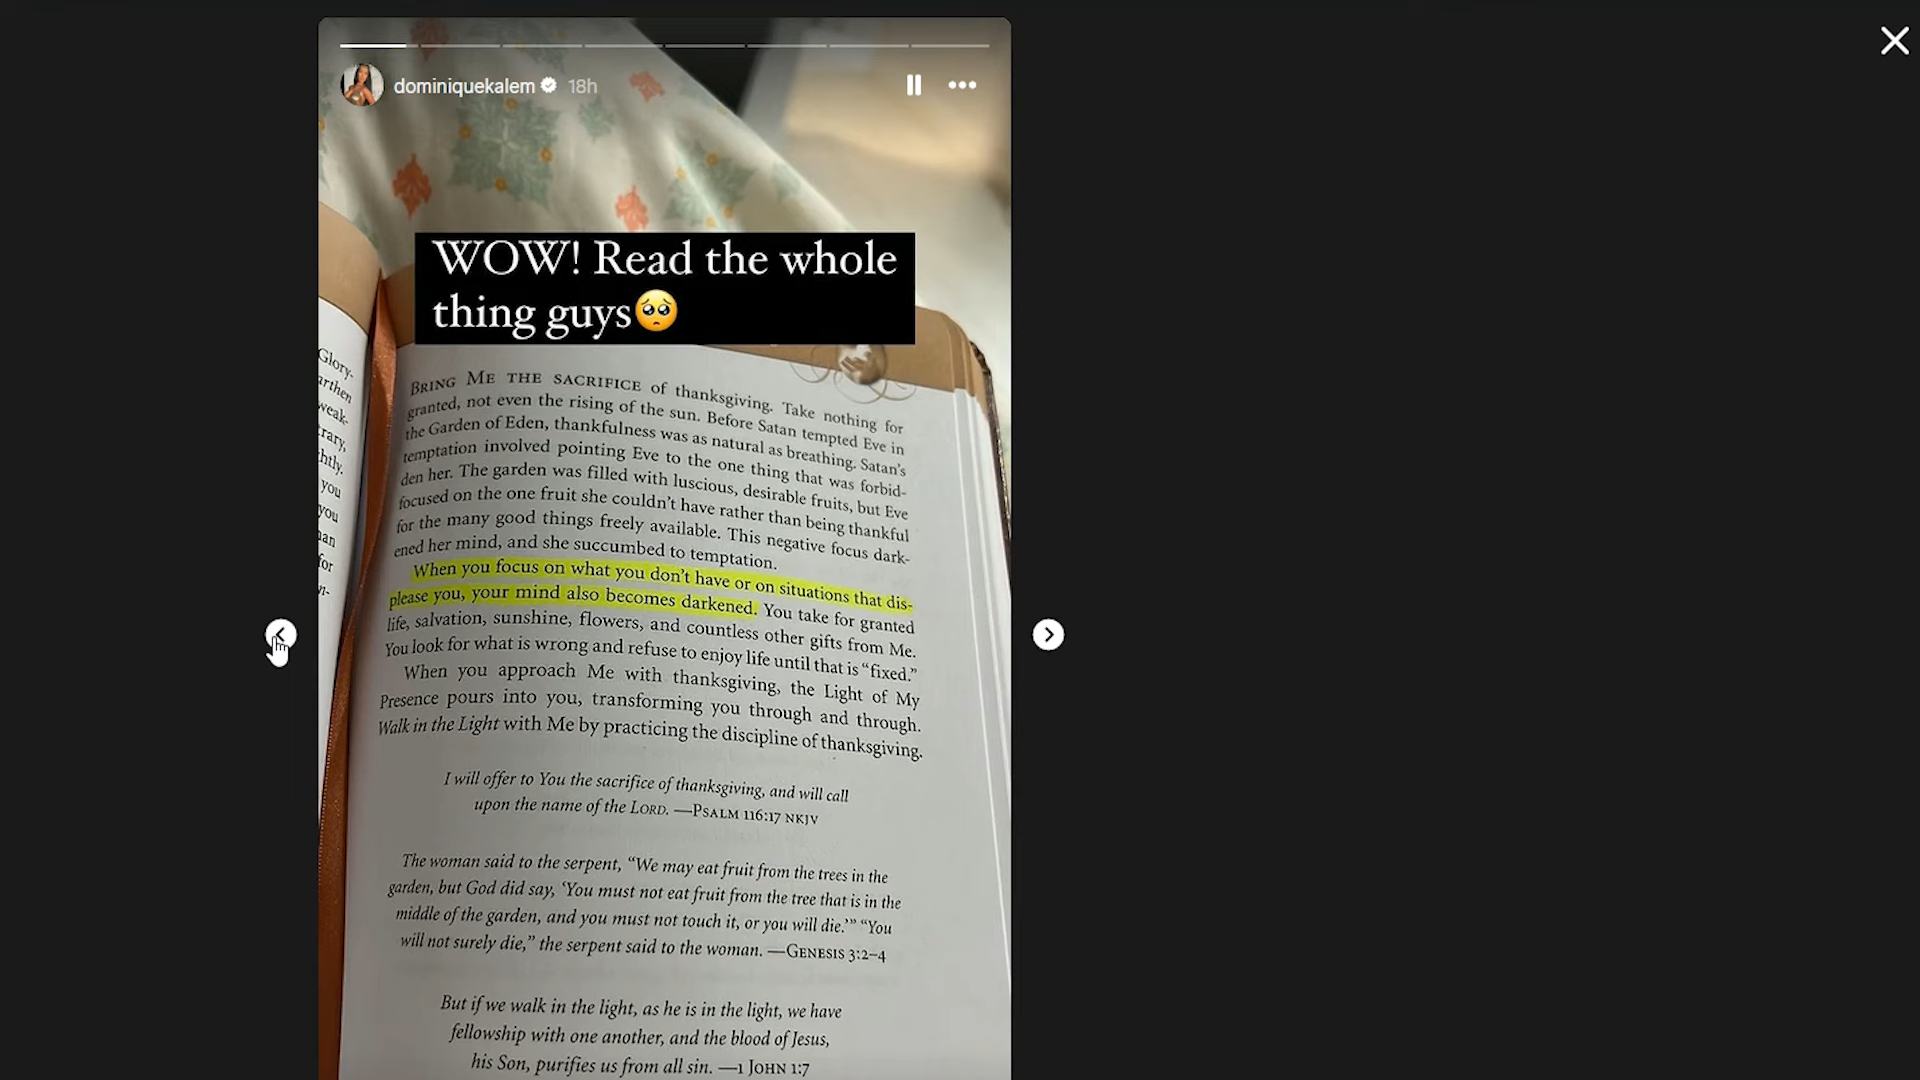 dominiquekalem 18h
WOW! Read the whole
thing guys🥺
BRING ME THE SACRIFICE of thanksgiving. Take nothing for
granted, not even the rising of the sun. Before Satan tempted Eve in
the Garden of Eden, thankfulness was as natural as breathing. Satan's
temptation involved pointing Eve to the one thing that was forbid-
den her. The garden was filled with luscious, desirable fruits, but Eve
focused on the one fruit she couldn't have rather than being thankful
for the many good things freely available. This negative focus dark-
ened her mind, and she succumbed to temptation.
When you focus on what you don't have or on situations that dis-
please you, your mind also becomes darkened. You take for granted
life, salvation, sunshine, flowers, and countless other gifts from Me.
You look for what is wrong and refuse to enjoy life until that is “fixed.”
When you approach Me with thanksgiving, the Light of My
Presence pours into you, transforming you through and through.
Walk in the Light with Me by practicing the discipline of thanksgiving.
I will offer to You the sacrifice of thanksgiving, and will call
upon the name of the LORD. —PSALM 116:17 NKJV
The woman said to the serpent, “We may eat fruit from the trees in the
garden, but God did say, ‘You must not eat fruit from the tree that is in the
middle of the garden, and you must not touch it, or you will die.’” “You
will not surely die,” the serpent said to the woman. —GENESIS 3:2–4
But if we walk in the light, as he is in the light, we have
fellowship with one another, and the blood of Jesus,
his Son, purifies us from all sin. —1 JOHN 1:7